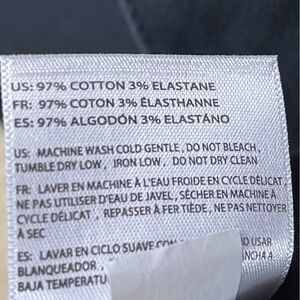 US: 97% COTTON 3% ELASTANE
FR: 97% COTON 3% ÉLASTHANNE
ES: 97% ALGODÓN 3% ELASTÁNO
US: MACHINE WASH COLD GENTLE, DO NOT BLEACH,
TUMBLE DRY LOW, IRON LOW, DO NOT DRY CLEAN
FR: LAVER EN MACHINE À L'EAU FROIDE EN CYCLE DÉLICAT,
NE PAS UTILISER D'EAU DE JAVEL, SÉCHER EN MACHINE À
CYCLE DÉLICAT, REPASSER À FER TIÈDE, NE PAS NETTOYER
À SEC
ES: LAVAR EN CICLO SUAVE CON USAR
BLANQUEADOR, A
BAJA